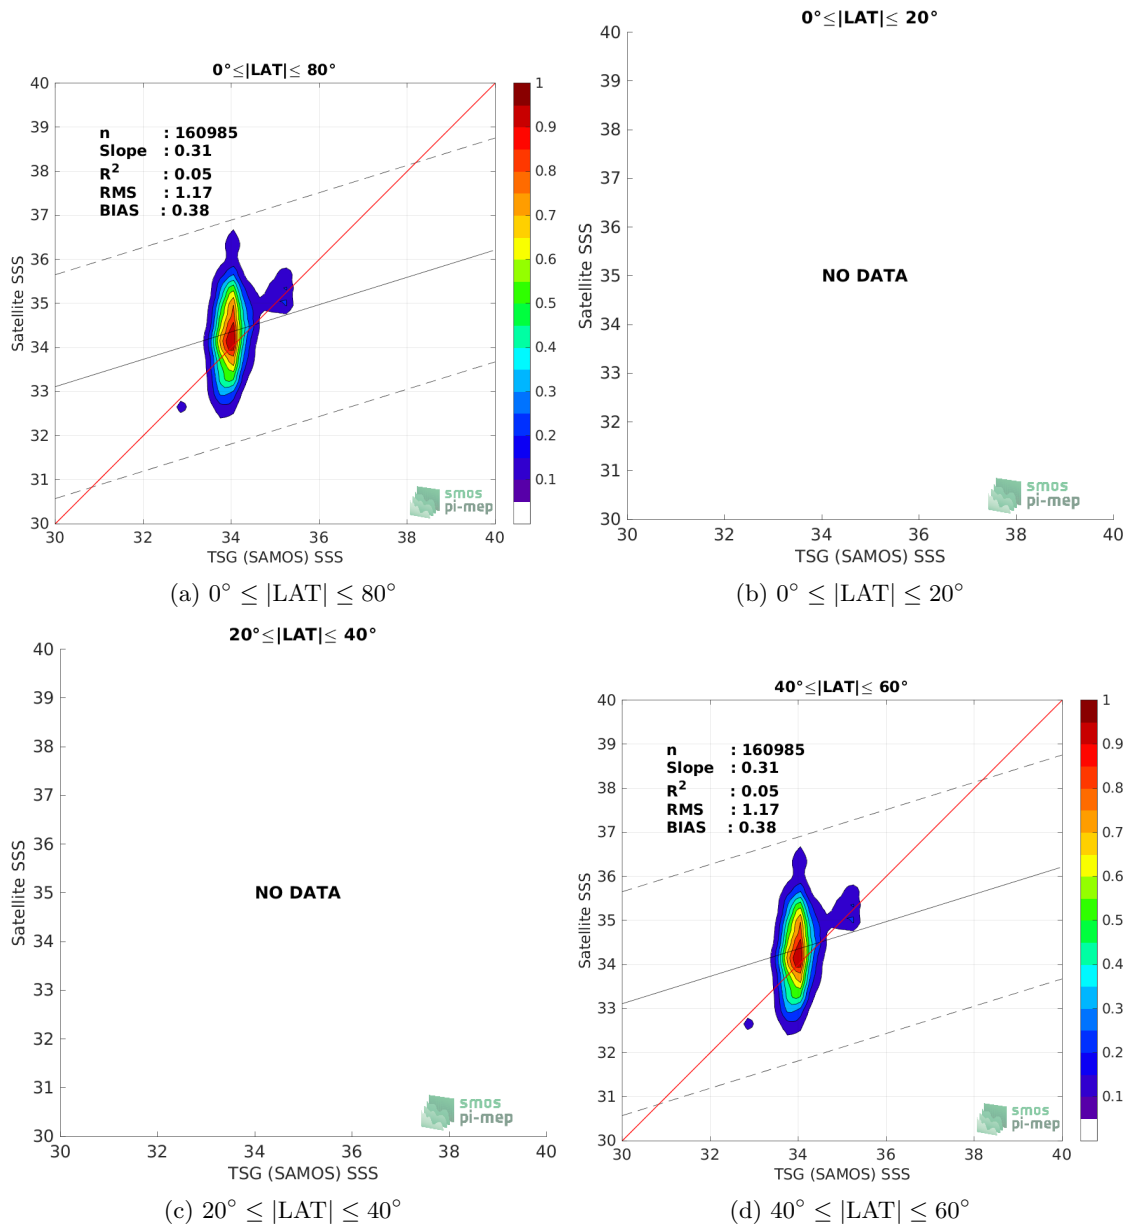 0°≤|LAT|≤ 80°
40
39
38
37
36
35
34
33
32
31
30
Satellite SSS
n : 160985
Slope : 0.31
R² : 0.05
RMS : 1.17
BIAS : 0.38
smos
pi-mep
30 32 34 36 38 40
TSG (SAMOS) SSS
1
0.9
0.8
0.7
0.6
0.5
0.4
0.3
0.2
0.1
(a) 0° ≤ |LAT| ≤ 80°
0°≤|LAT|≤ 20°
40
39
38
37
36
35
34
33
32
31
30
Satellite SSS
NO DATA
smos
pi-mep
30 32 34 36 38 40
TSG (SAMOS) SSS
(b) 0° ≤ |LAT| ≤ 20°
20°≤|LAT|≤ 40°
40
39
38
37
36
35
34
33
32
31
30
Satellite SSS
NO DATA
smos
pi-mep
30 32 34 36 38 40
TSG (SAMOS) SSS
(c) 20° ≤ |LAT| ≤ 40°
40°≤|LAT|≤ 60°
40
39
38
37
36
35
34
33
32
31
30
Satellite SSS
n : 160985
Slope : 0.31
R² : 0.05
RMS : 1.17
BIAS : 0.38
smos
pi-mep
30 32 34 36 38 40
TSG (SAMOS) SSS
1
0.9
0.8
0.7
0.6
0.5
0.4
0.3
0.2
0.1
(d) 40° ≤ |LAT| ≤ 60°